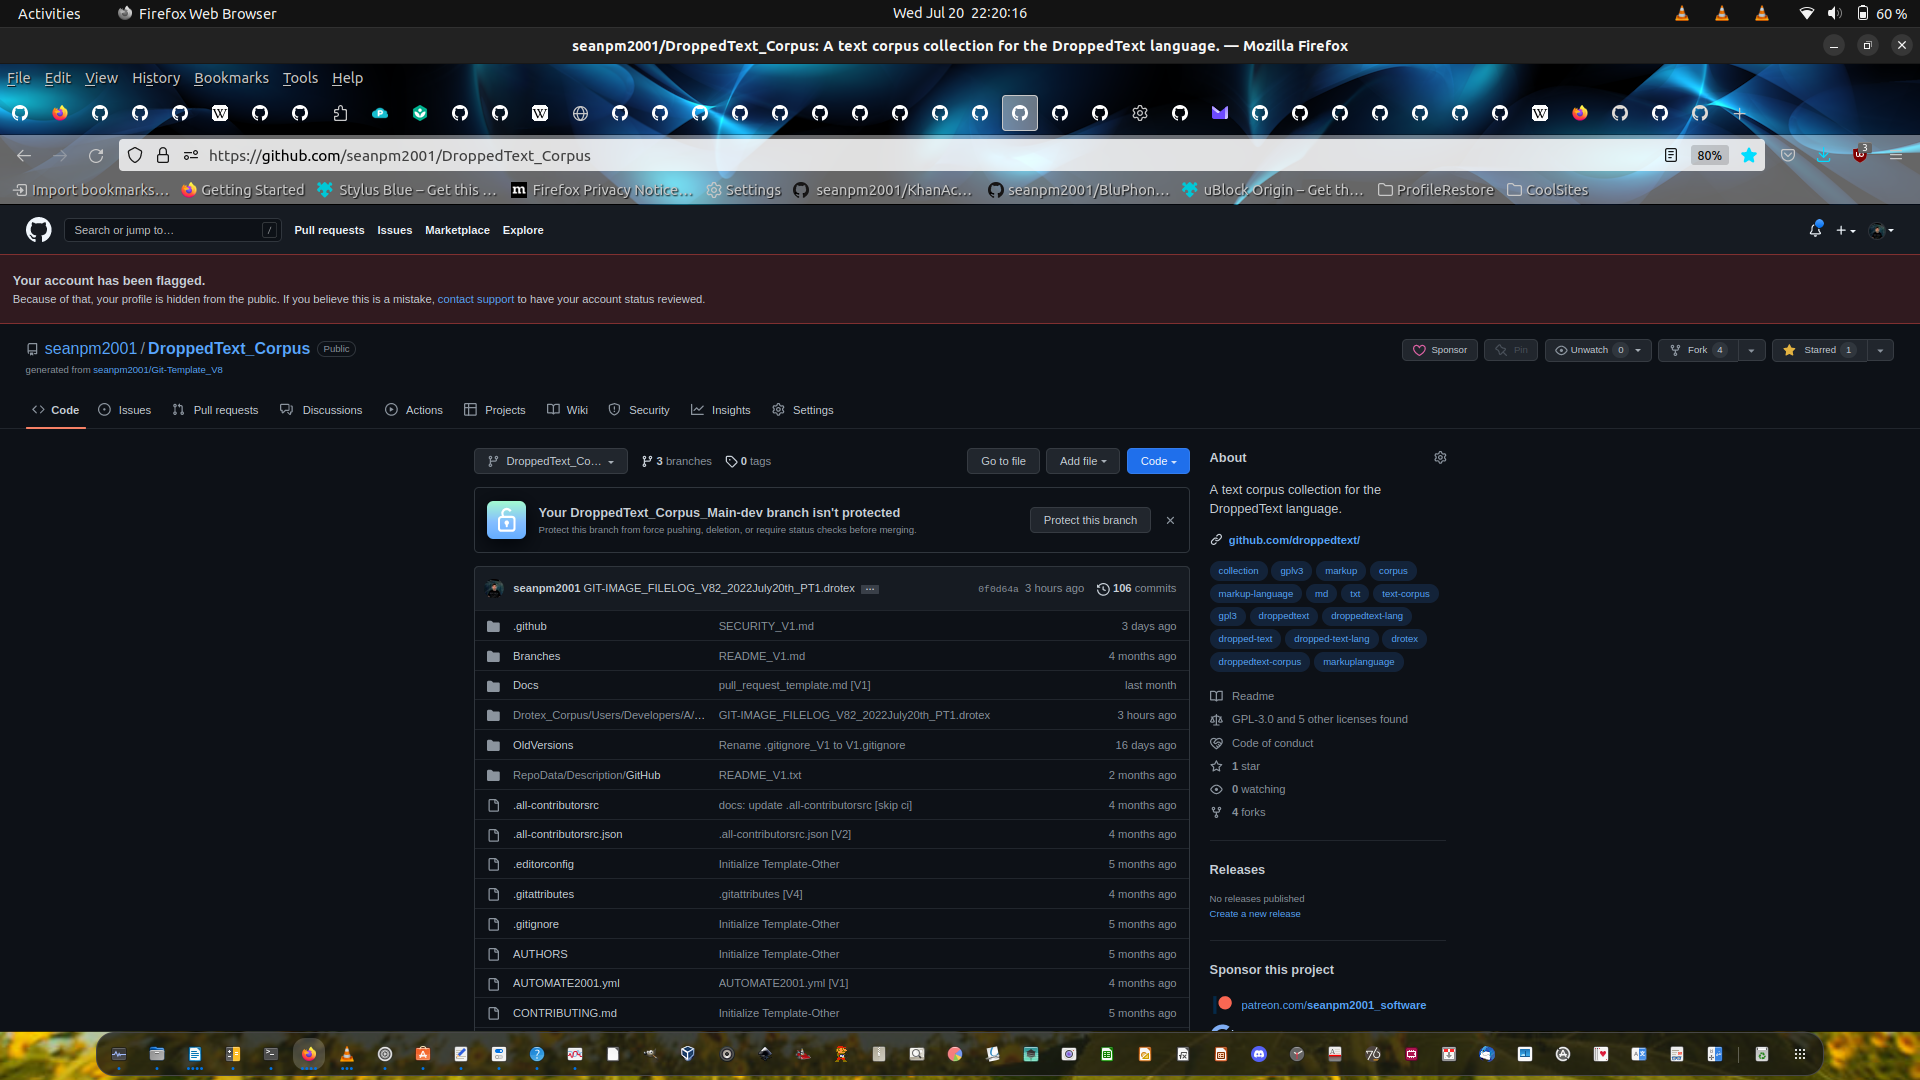 Activities Firefox Web Browser Wed Jul 20 22:20:16 60 %
seanpm2001/DroppedText_Corpus: A text corpus collection for the DroppedText language. — Mozilla Firefox
File Edit View History Bookmarks Tools Help
https://github.com/seanpm2001/DroppedText_Corpus 80% 3
Import bookmarks… Getting Started Stylus Blue – Get this … Firefox Privacy Notice… Settings seanpm2001/KhanAc… seanpm2001/BluPhon… uBlock Origin – Get th… ProfileRestore CoolSites
Search or jump to… / Pull requests Issues Marketplace Explore
Your account has been flagged.
Because of that, your profile is hidden from the public. If you believe this is a mistake, contact support to have your account status reviewed.
seanpm2001 / DroppedText_Corpus Public Sponsor Pin Unwatch 0 Fork 4 Starred 1
generated from seanpm2001/Git-Template_V8
Code Issues Pull requests Discussions Actions Projects Wiki Security Insights Settings
DroppedText_Co… 3 branches 0 tags Go to file Add file Code
Your DroppedText_Corpus_Main-dev branch isn't protected
Protect this branch from force pushing, deletion, or require status checks before merging.
Protect this branch
seanpm2001 GIT-IMAGE_FILELOG_V82_2022July20th_PT1.drotex … 0f0d64a 3 hours ago 106 commits
.github SECURITY_V1.md 3 days ago
Branches README_V1.md 4 months ago
Docs pull_request_template.md [V1] last month
Drotex_Corpus/Users/Developers/A/… GIT-IMAGE_FILELOG_V82_2022July20th_PT1.drotex 3 hours ago
OldVersions Rename .gitignore_V1 to V1.gitignore 16 days ago
RepoData/Description/GitHub README_V1.txt 2 months ago
.all-contributorsrc docs: update .all-contributorsrc [skip ci] 4 months ago
.all-contributorsrc.json .all-contributorsrc.json [V2] 4 months ago
.editorconfig Initialize Template-Other 5 months ago
.gitattributes .gitattributes [V4] 4 months ago
.gitignore Initialize Template-Other 5 months ago
AUTHORS Initialize Template-Other 5 months ago
AUTOMATE2001.yml AUTOMATE2001.yml [V1] 4 months ago
CONTRIBUTING.md Initialize Template-Other 5 months ago
About
A text corpus collection for the
DroppedText language.
github.com/droppedtext/
collection gplv3 markup corpus
markup-language md txt text-corpus
gpl3 droppedtext droppedtext-lang
dropped-text dropped-text-lang drotex
droppedtext-corpus markuplanguage
Readme
GPL-3.0 and 5 other licenses found
Code of conduct
1 star
0 watching
4 forks
Releases
No releases published
Create a new release
Sponsor this project
patreon.com/seanpm2001_software